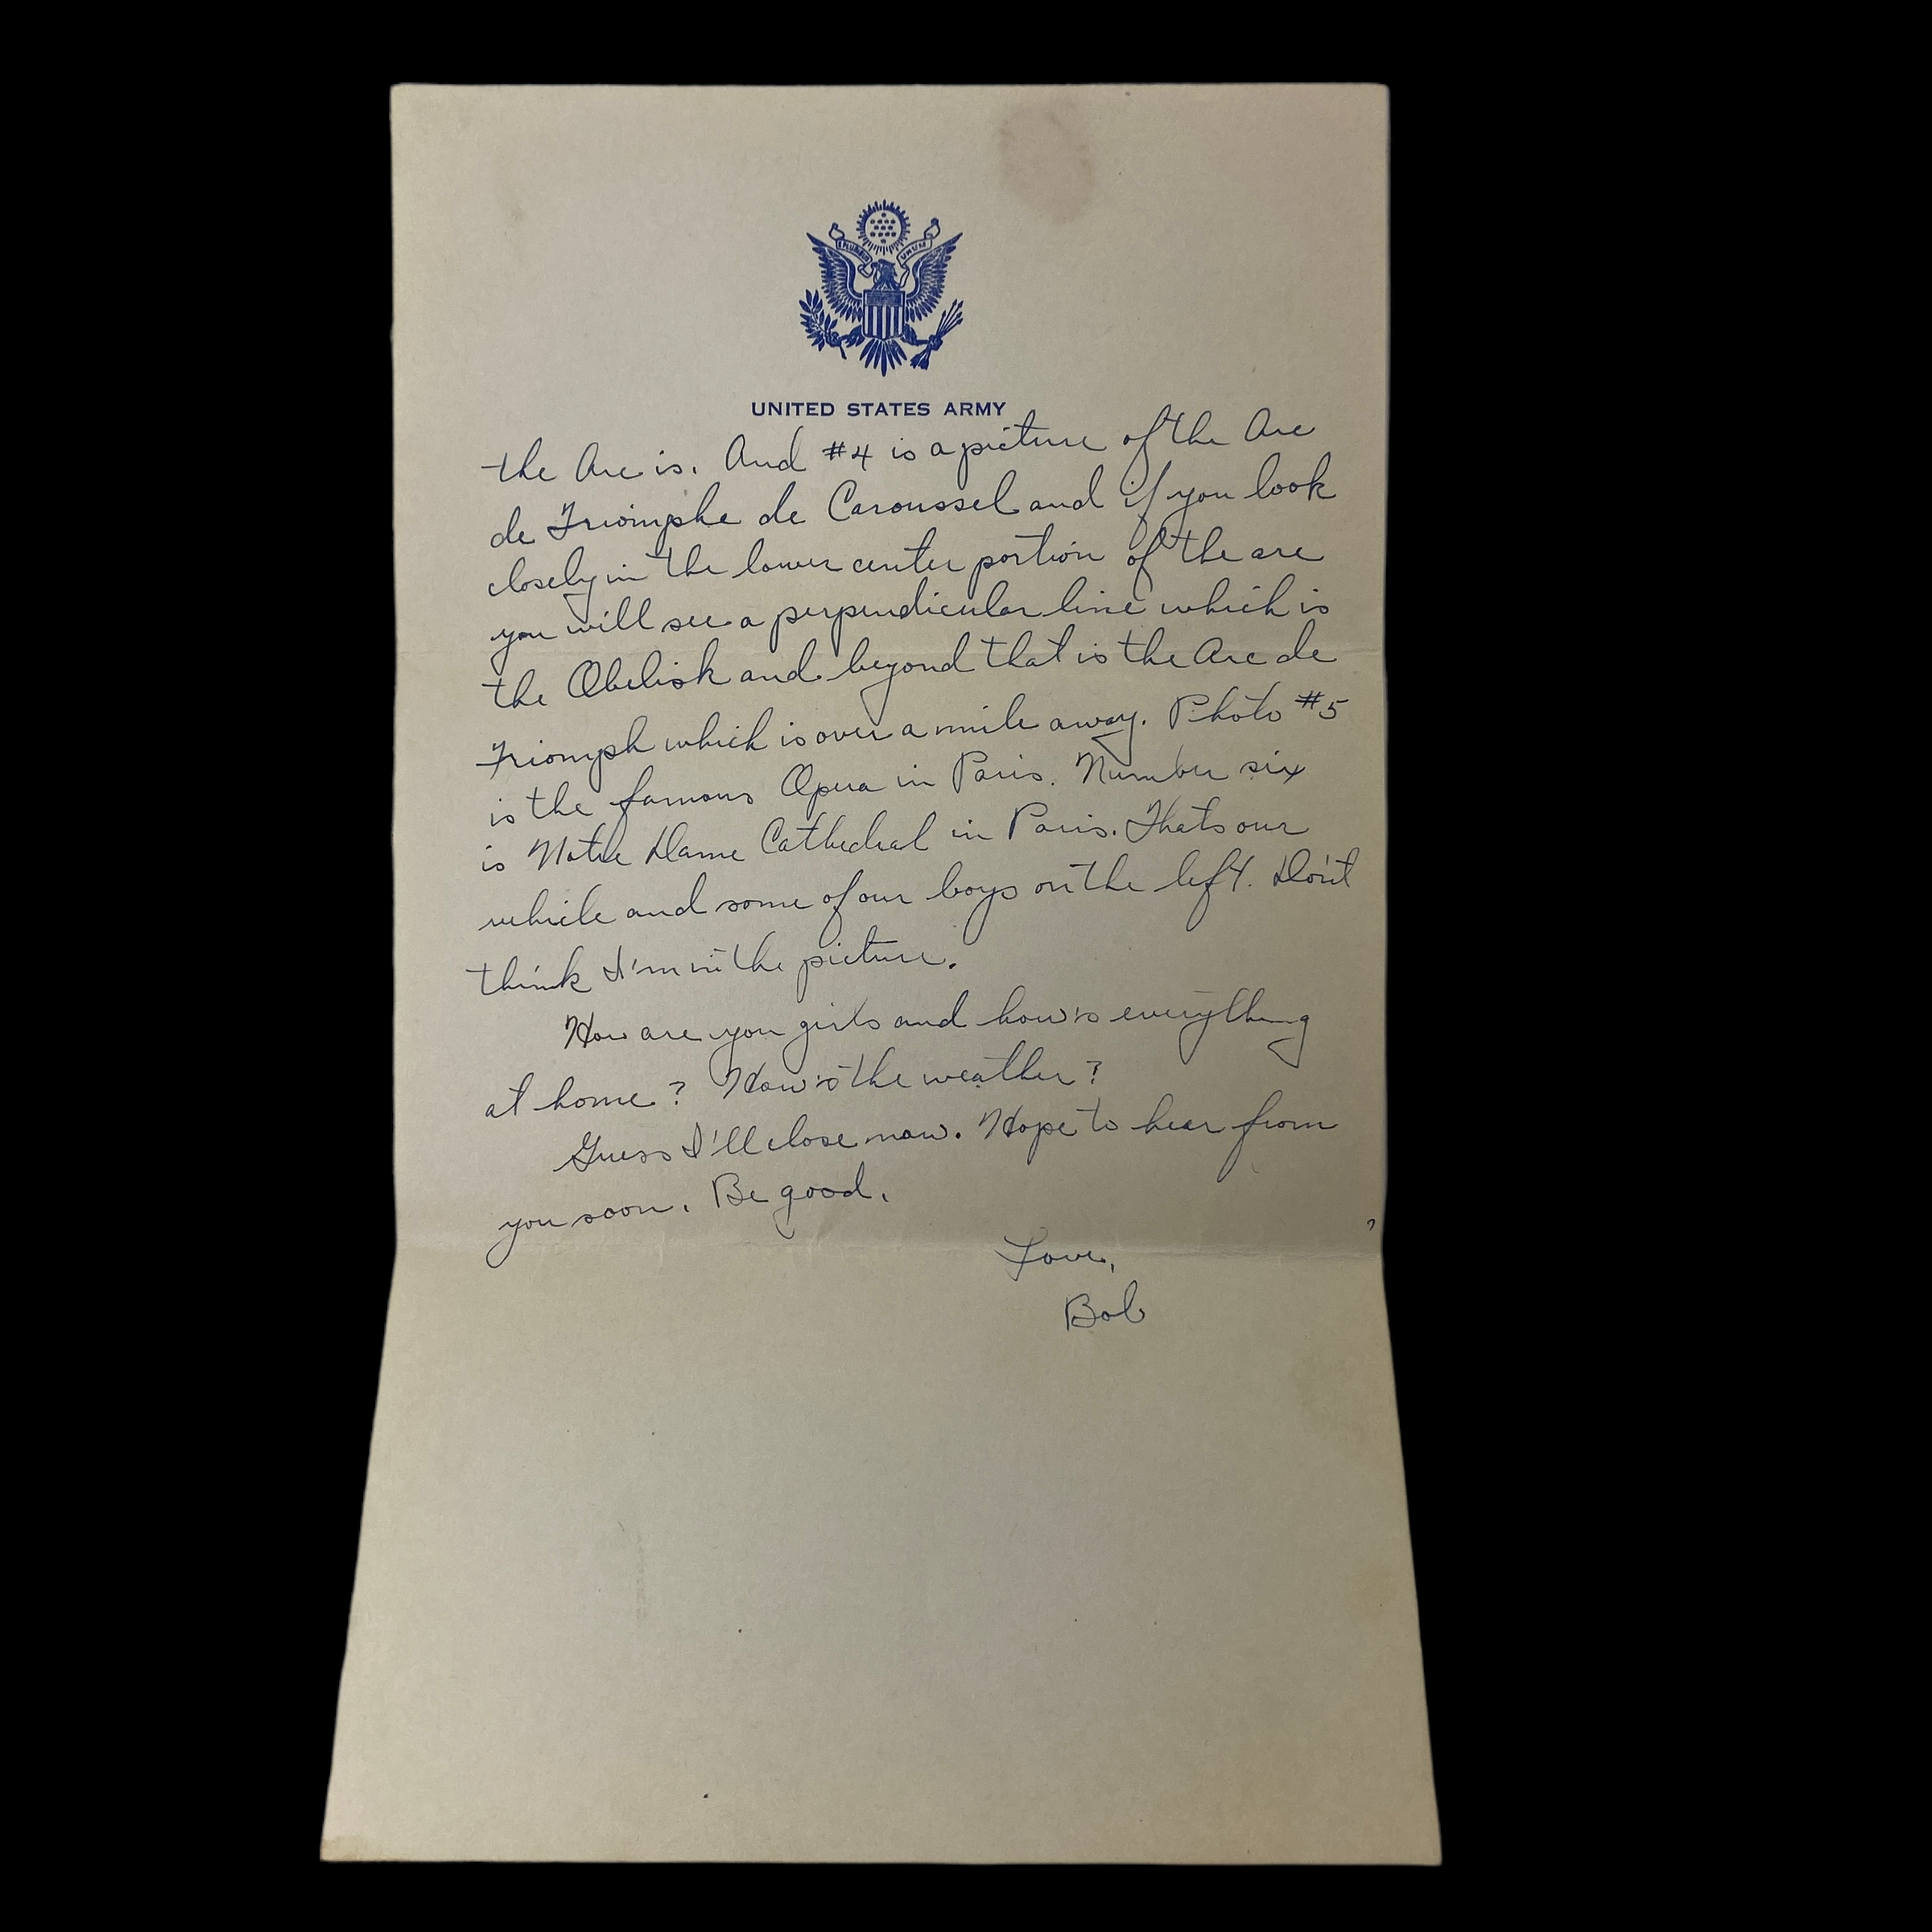 PLURIBUS UNUM
UNITED STATES ARMY
the Arc is. And #4 is a picture of the Arc
de Triomphe de Caroussel and if you look
closely in the lower center portion of the arc
you will see a perpendicular line which is
the Obelisk and beyond that is the Arc de
Triomph which is over a mile away. Photo #5
is the famous Opera in Paris. Number six
is Notre Dame Cathedral in Paris. Thats our
vehicle and some of our boys on the left. Don't
think I'm in the picture.
How are you girls and how's everything
at home? How's the weather?
Guess I'll close now. Hope to hear from
you soon. Be good.
Love,
Bob